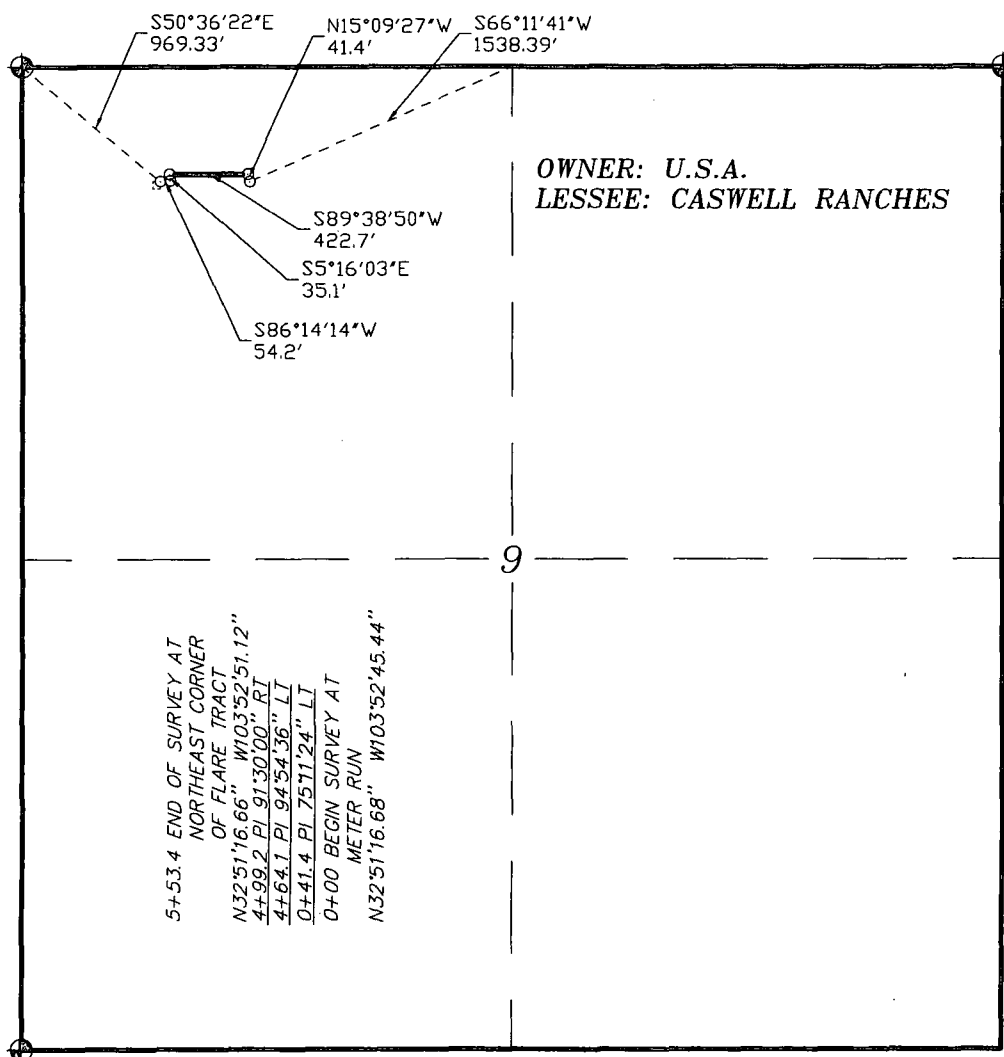 S50°36'22"E
969.33'
N15°09'27"W
41.4'
S66°11'41"W
1538.39'
OWNER: U.S.A.
LESSEE: CASWELL RANCHES
S89°38'50"W
422.7'
S5°16'03"E
35.1'
S86°14'14"W
54.2'
9
5+53.4 END OF SURVEY AT
NORTHEAST CORNER
OF FLARE TRACT
N32°51'16.66" W103°52'51.12"
4+99.2 PI 91°30'00" RT
4+64.1 PI 94°54'36" LT
0+41.4 PI 75°11'24" LT
0+00 BEGIN SURVEY AT
METER RUN
N32°51'16.68" W103°52'45.44"